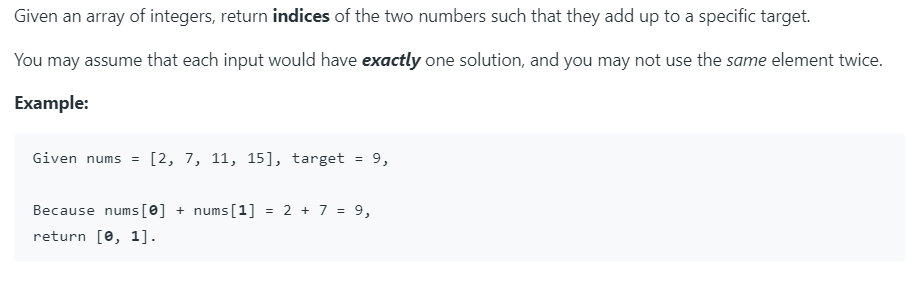 Given an array of integers, return indices of the two numbers such that they add up to a specific target.
You may assume that each input would have exactly one solution, and you may not use the same element twice.
Example:
Given nums = [2, 7, 11, 15], target = 9,
Because nums[0] + nums[1] = 2 + 7 = 9,
return [0, 1].